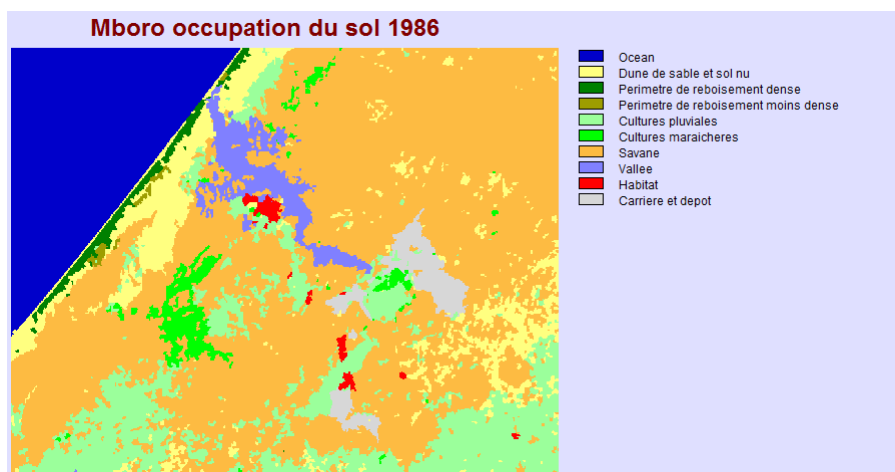 Mboro occupation du sol 1986
Ocean
Dune de sable et sol nu
Perimetre de reboisement dense
Perimetre de reboisement moins dense
Cultures pluviales
Cultures maraicheres
Savane
Vallee
Habitat
Carriere et depot